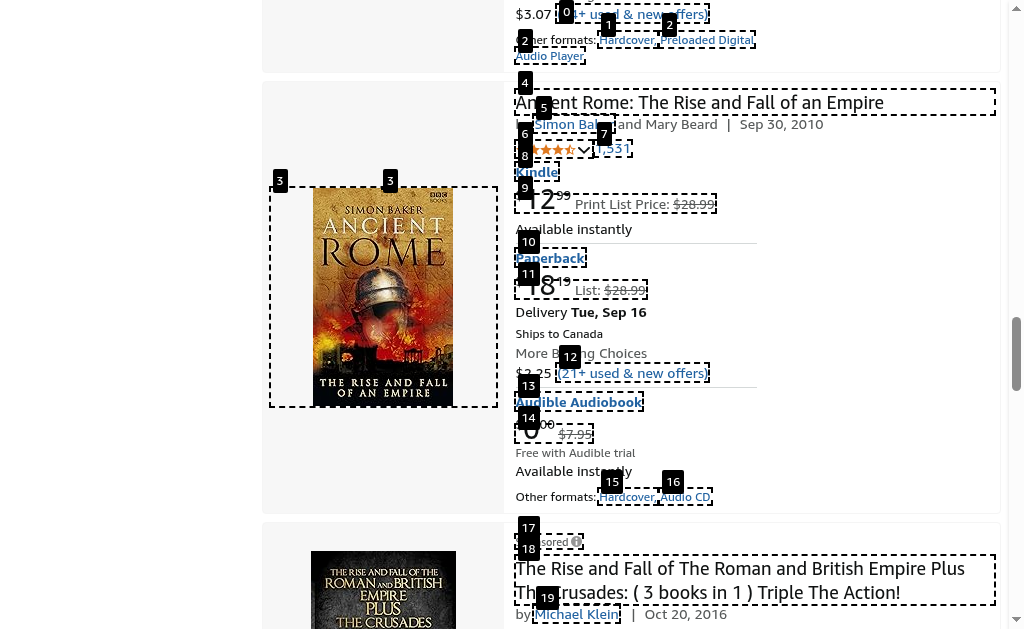 $3.07 (4+ used & new offers)
0
1
2
2
Other formats: Hardcover, Preloaded Digital
Audio Player
4
Ancient Rome: The Rise and Fall of an Empire
5
by Simon Baker and Mary Beard | Sep 30, 2010
6
7
1,531
8
Kindle
9
12 99 Print List Price: $28.99
Available instantly
10
Paperback
11
18 19 List: $28.99
Delivery Tue, Sep 16
Ships to Canada
More Buying Choices
12
$2.25 (21+ used & new offers)
13
Audible Audiobook
14
0 00 $7.95
Free with Audible trial
Available instantly
15
16
Other formats: Hardcover, Audio CD
3
3
BBC
BOOKS
SIMON BAKER
ANCIENT
ROME
THE RISE AND FALL
OF AN EMPIRE
17
Sponsored
18
The Rise and Fall of The Roman and British Empire Plus
The Crusades: ( 3 books in 1 ) Triple The Action!
19
by Michael Klein | Oct 20, 2016
THE RISE AND FALL OF THE
ROMAN AND BRITISH
EMPIRE
PLUS
THE CRUSADES